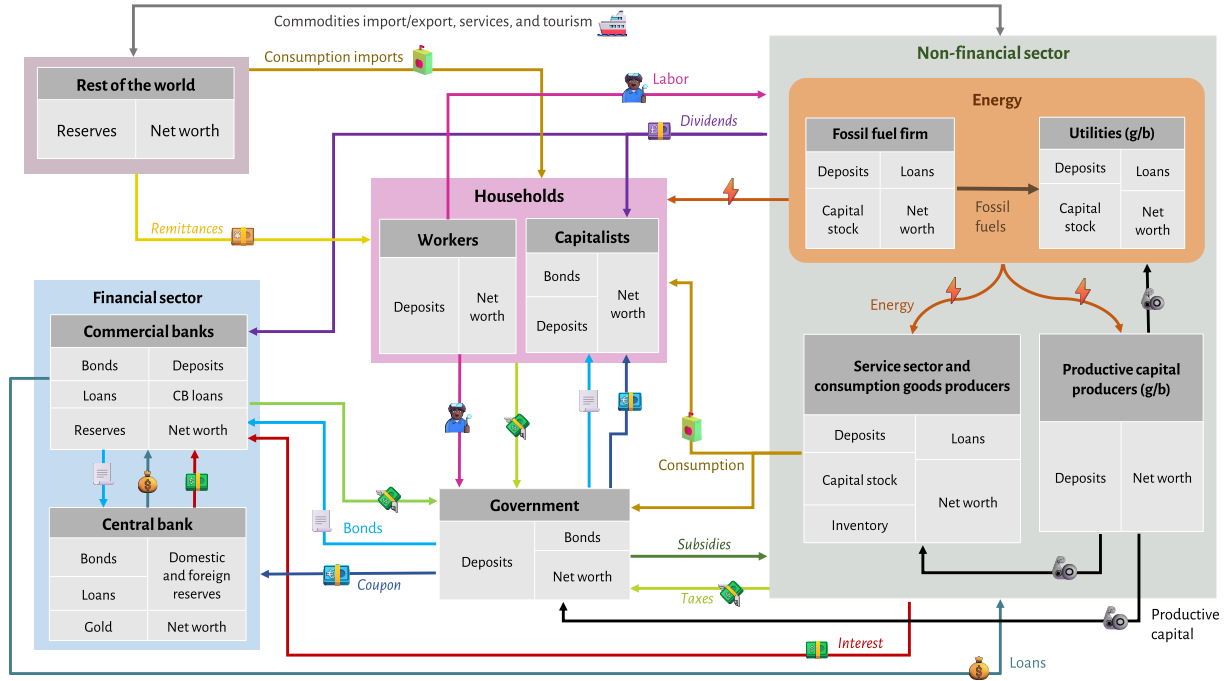 Commodities import/export, services, and tourism
Non-financial sector
Consumption imports
Rest of the world
Reserves
Net worth
Labor
Dividends
Energy
Fossil fuel firm
Deposits
Loans
Capital
stock
Net
worth
Fossil
fuels
Utilities (g/b)
Deposits
Loans
Capital
stock
Net
worth
Households
Workers
Deposits
Net
worth
Capitalists
Bonds
Deposits
Net
worth
Remittances
Financial sector
Commercial banks
Bonds
Deposits
Loans
CB loans
Reserves
Net worth
Central bank
Bonds
Domestic
and foreign
reserves
Loans
Gold
Net worth
Energy
Service sector and
consumption goods producers
Deposits
Loans
Capital stock
Net worth
Inventory
Productive capital
producers (g/b)
Deposits
Net worth
Consumption
Government
Deposits
Bonds
Net worth
Bonds
Coupon
Subsidies
Taxes
Productive
capital
Interest
Loans